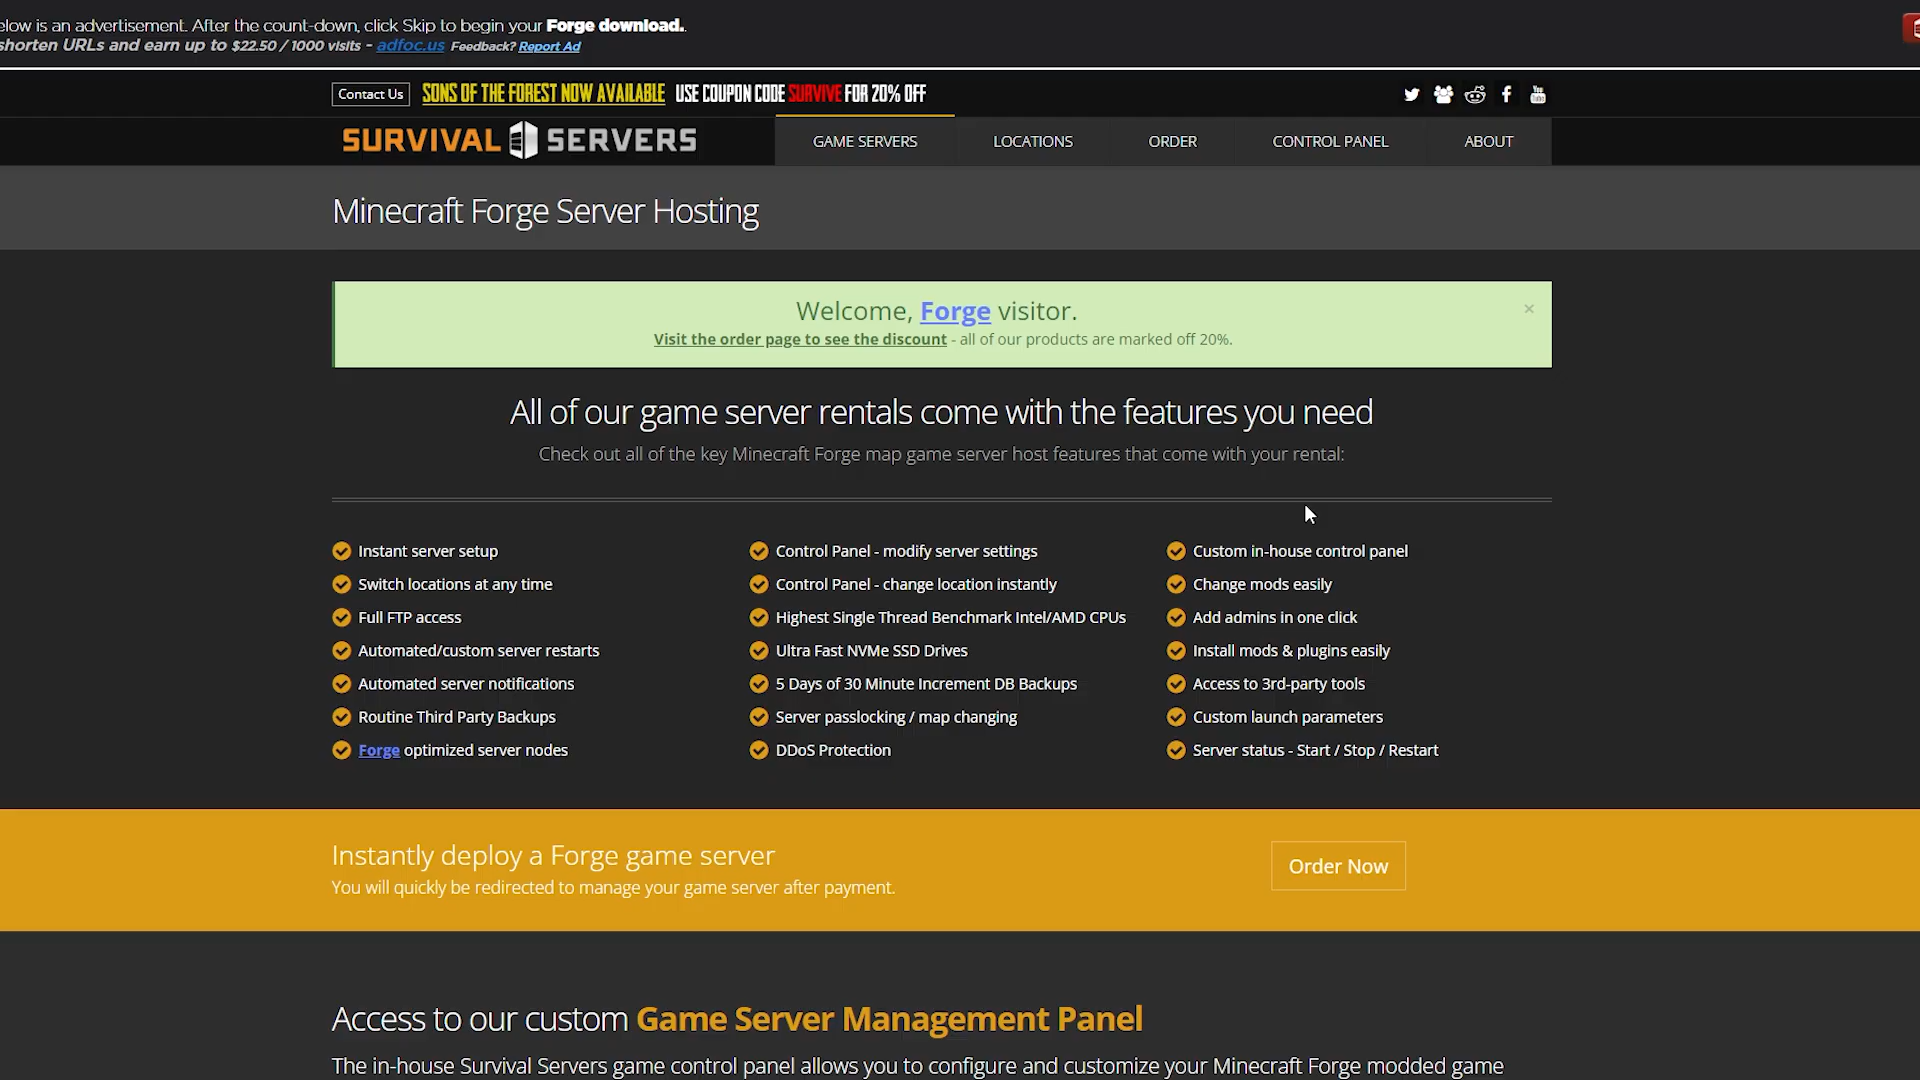 elow is an advertisement. After the count-down, click Skip to begin your Forge download.
shorten URLs and earn up to $22.50 / 1000 visits - adfoc.us Feedback? Report Ad
Contact Us SONS OF THE FOREST NOW AVAILABLE USE COUPON CODE SURVIVE FOR 20% OFF
SURVIVAL SERVERS
GAME SERVERS LOCATIONS ORDER CONTROL PANEL ABOUT
Minecraft Forge Server Hosting
Welcome, Forge visitor.
×
Visit the order page to see the discount - all of our products are marked off 20%.
All of our game server rentals come with the features you need
Check out all of the key Minecraft Forge map game server host features that come with your rental:
Instant server setup
Switch locations at any time
Full FTP access
Automated/custom server restarts
Automated server notifications
Routine Third Party Backups
Forge optimized server nodes
Control Panel - modify server settings
Control Panel - change location instantly
Highest Single Thread Benchmark Intel/AMD CPUs
Ultra Fast NVMe SSD Drives
5 Days of 30 Minute Increment DB Backups
Server passlocking / map changing
DDoS Protection
Custom in-house control panel
Change mods easily
Add admins in one click
Install mods & plugins easily
Access to 3rd-party tools
Custom launch parameters
Server status - Start / Stop / Restart
Instantly deploy a Forge game server
You will quickly be redirected to manage your game server after payment.
Order Now
Access to our custom Game Server Management Panel
The in-house Survival Servers game control panel allows you to configure and customize your Minecraft Forge modded game